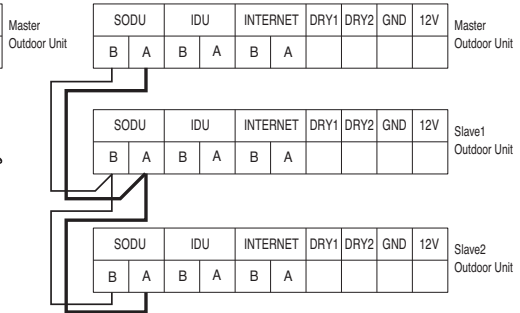 Master
Outdoor Unit
SODU IDU INTERNET DRY1 DRY2 GND 12V
B A B A B A
Master
Outdoor Unit
SODU IDU INTERNET DRY1 DRY2 GND 12V
B A B A B A
Slave1
Outdoor Unit
SODU IDU INTERNET DRY1 DRY2 GND 12V
B A B A B A
Slave2
Outdoor Unit